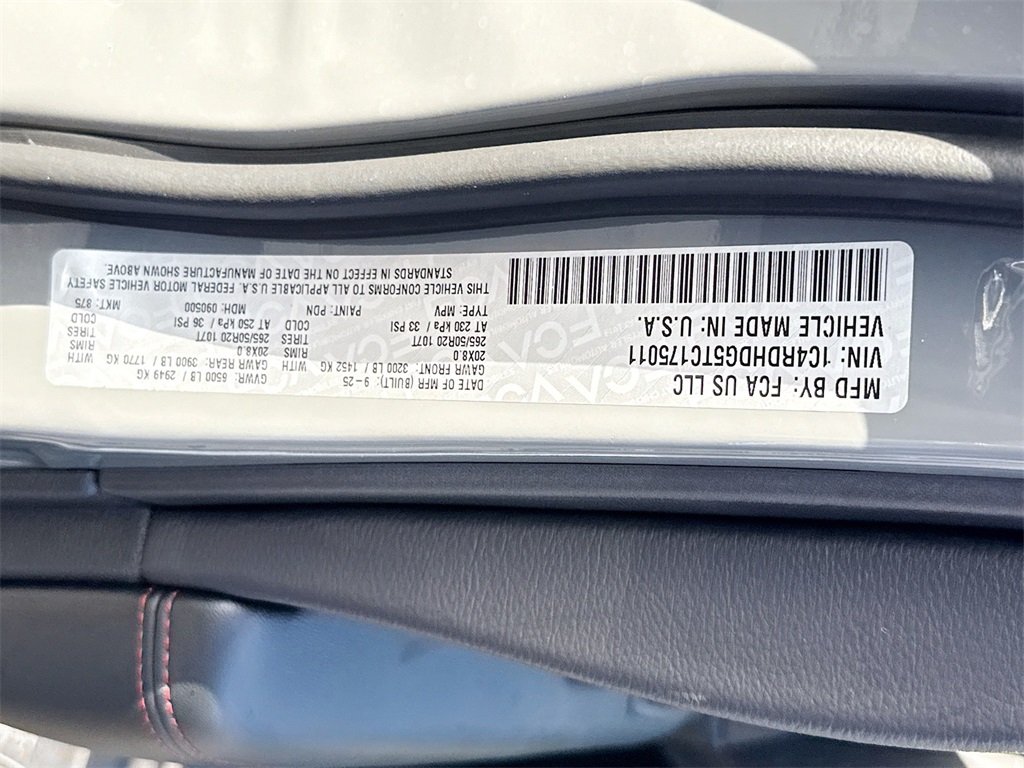 MFD BY: FCA US LLC
VIN: 1C4RDHDG5TC175011
VEHICLE MADE IN: U.S.A.
DATE OF MFR (BUILT): 9-25 GVWR: 6500 LB / 2949 KG
GAWR FRONT: 3200 LB / 1452 KG GAWR REAR: 3900 LB / 1770 KG WITH
20X8.0 RIMS 20X8.0 RIMS
265/50R20 107T TIRES 265/50R20 107T TIRES
AT 230 kPa / 33 PSI COLD AT 250 kPa / 36 PSI COLD
TYPE: MPV PAINT: PDN MDH: 090500 MKT: 875
THIS VEHICLE CONFORMS TO ALL APPLICABLE U.S.A. FEDERAL MOTOR VEHICLE SAFETY
STANDARDS IN EFFECT ON THE DATE OF MANUFACTURE SHOWN ABOVE.